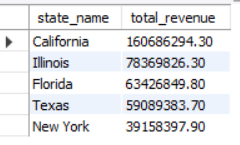 state_name total_revenue
California 160686294.30
Illinois 78369826.30
Florida 63426849.80
Texas 59089383.70
New York 39158397.90